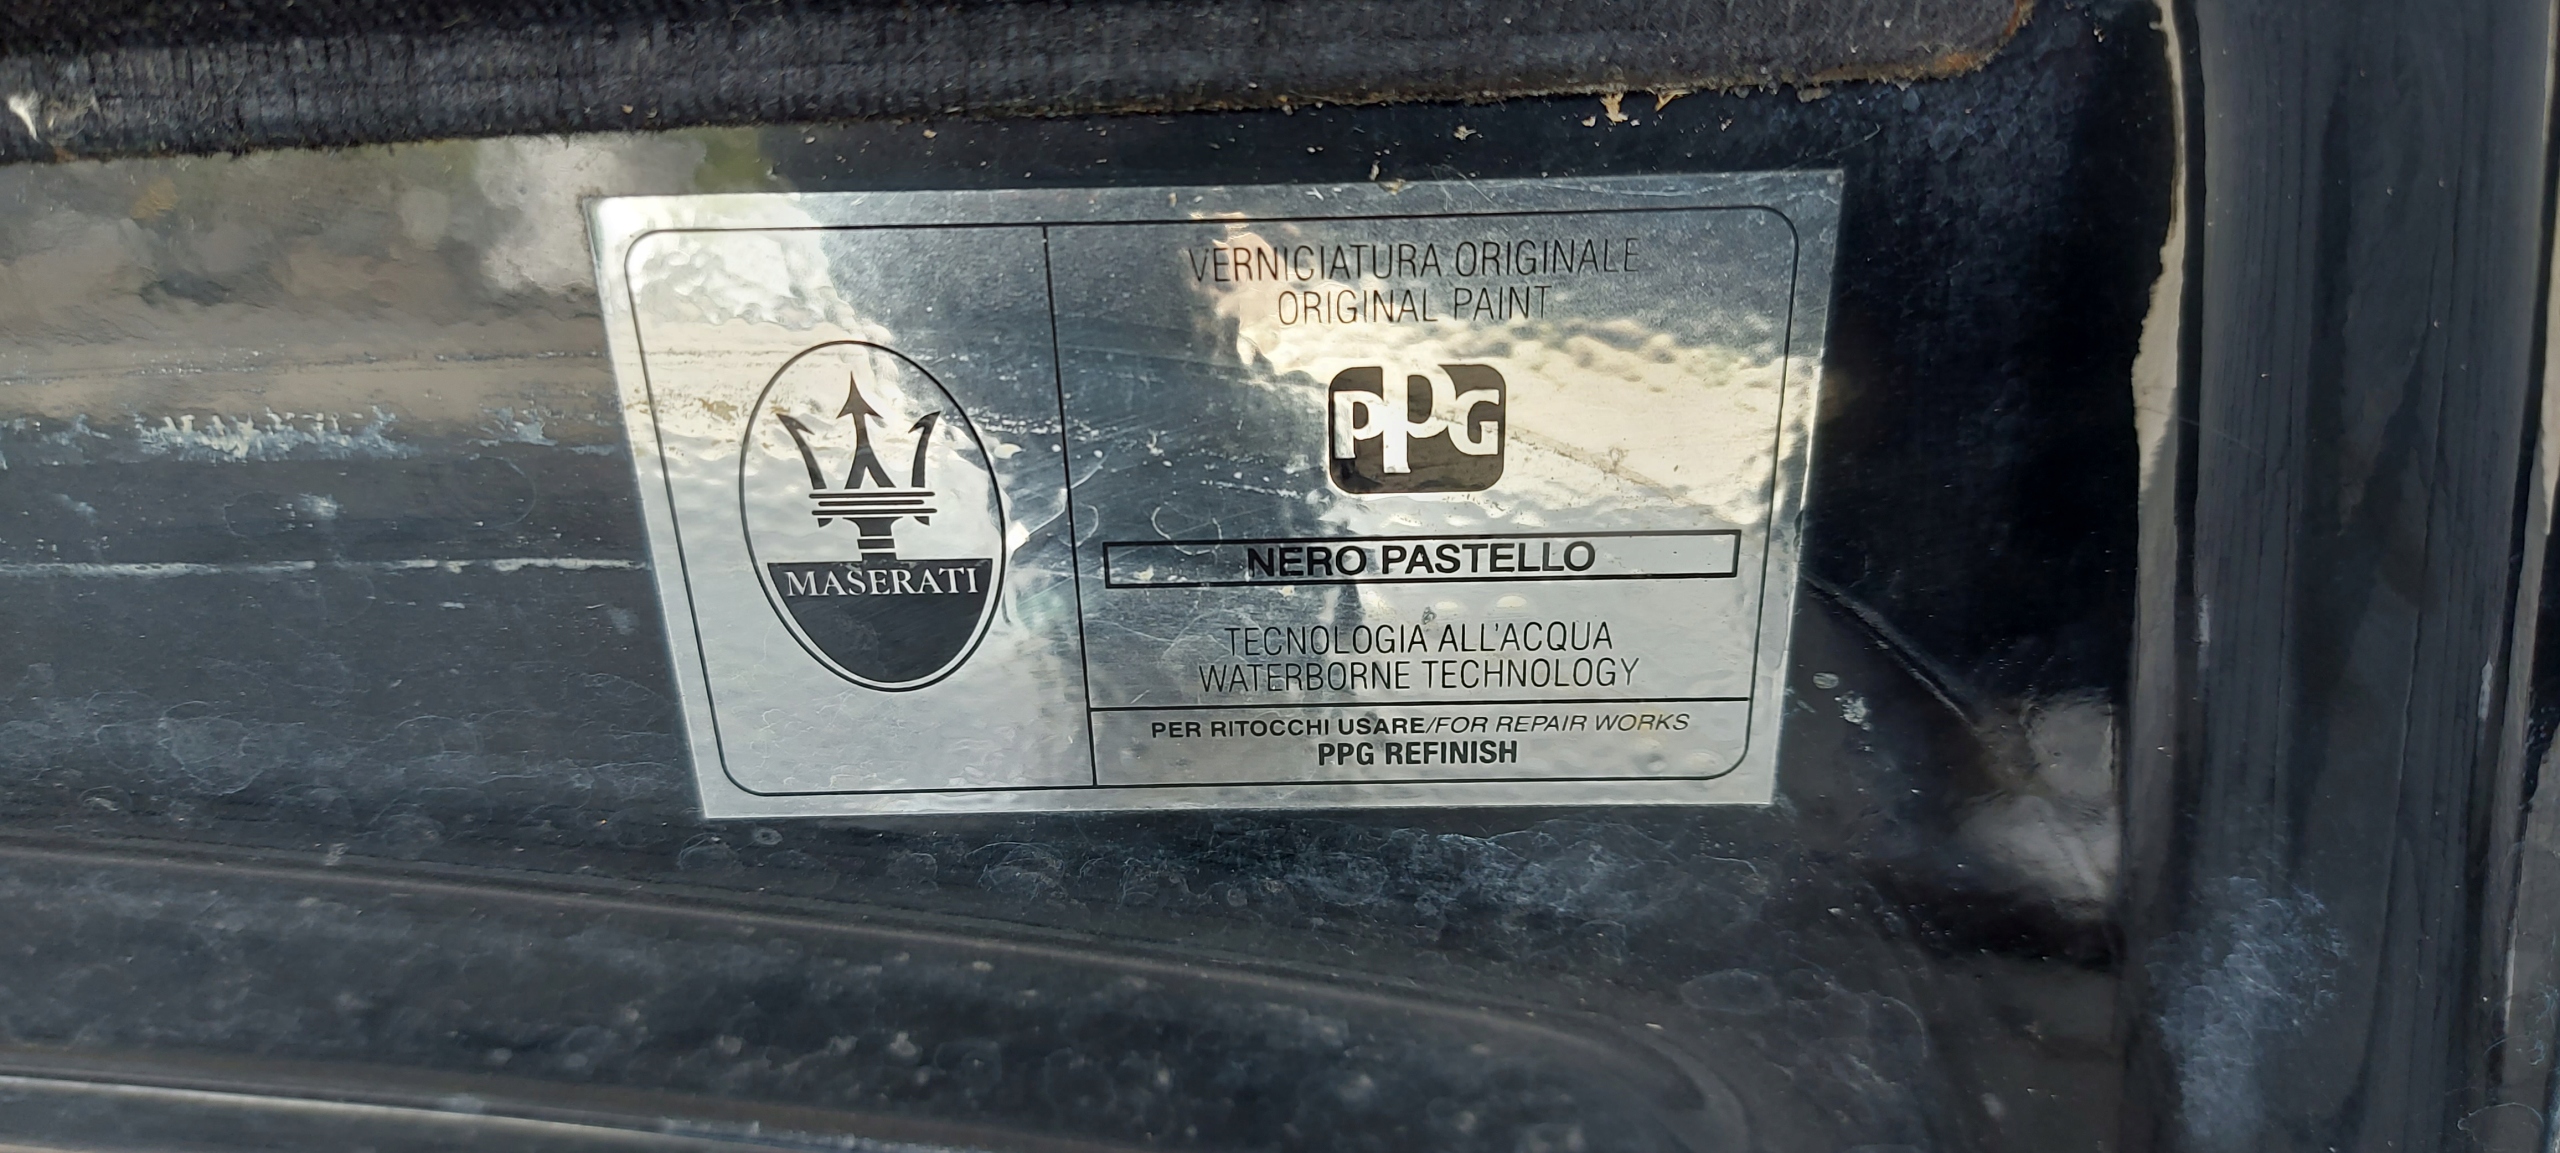 MASERATI
VERNICIATURA ORIGINALE
ORIGINAL PAINT
PPG
NERO PASTELLO
TECNOLOGIA ALL'ACQUA
WATERBORNE TECHNOLOGY
PER RITOCCHI USARE/FOR REPAIR WORKS
PPG REFINISH